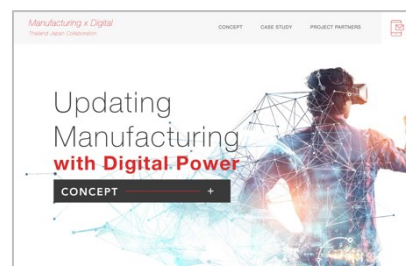 Manufacturing x Digital
Thailand-Japan Collaboration
CONCEPT CASE STUDY PROJECT PARTNERS
Updating
Manufacturing
with Digital Power
CONCEPT +